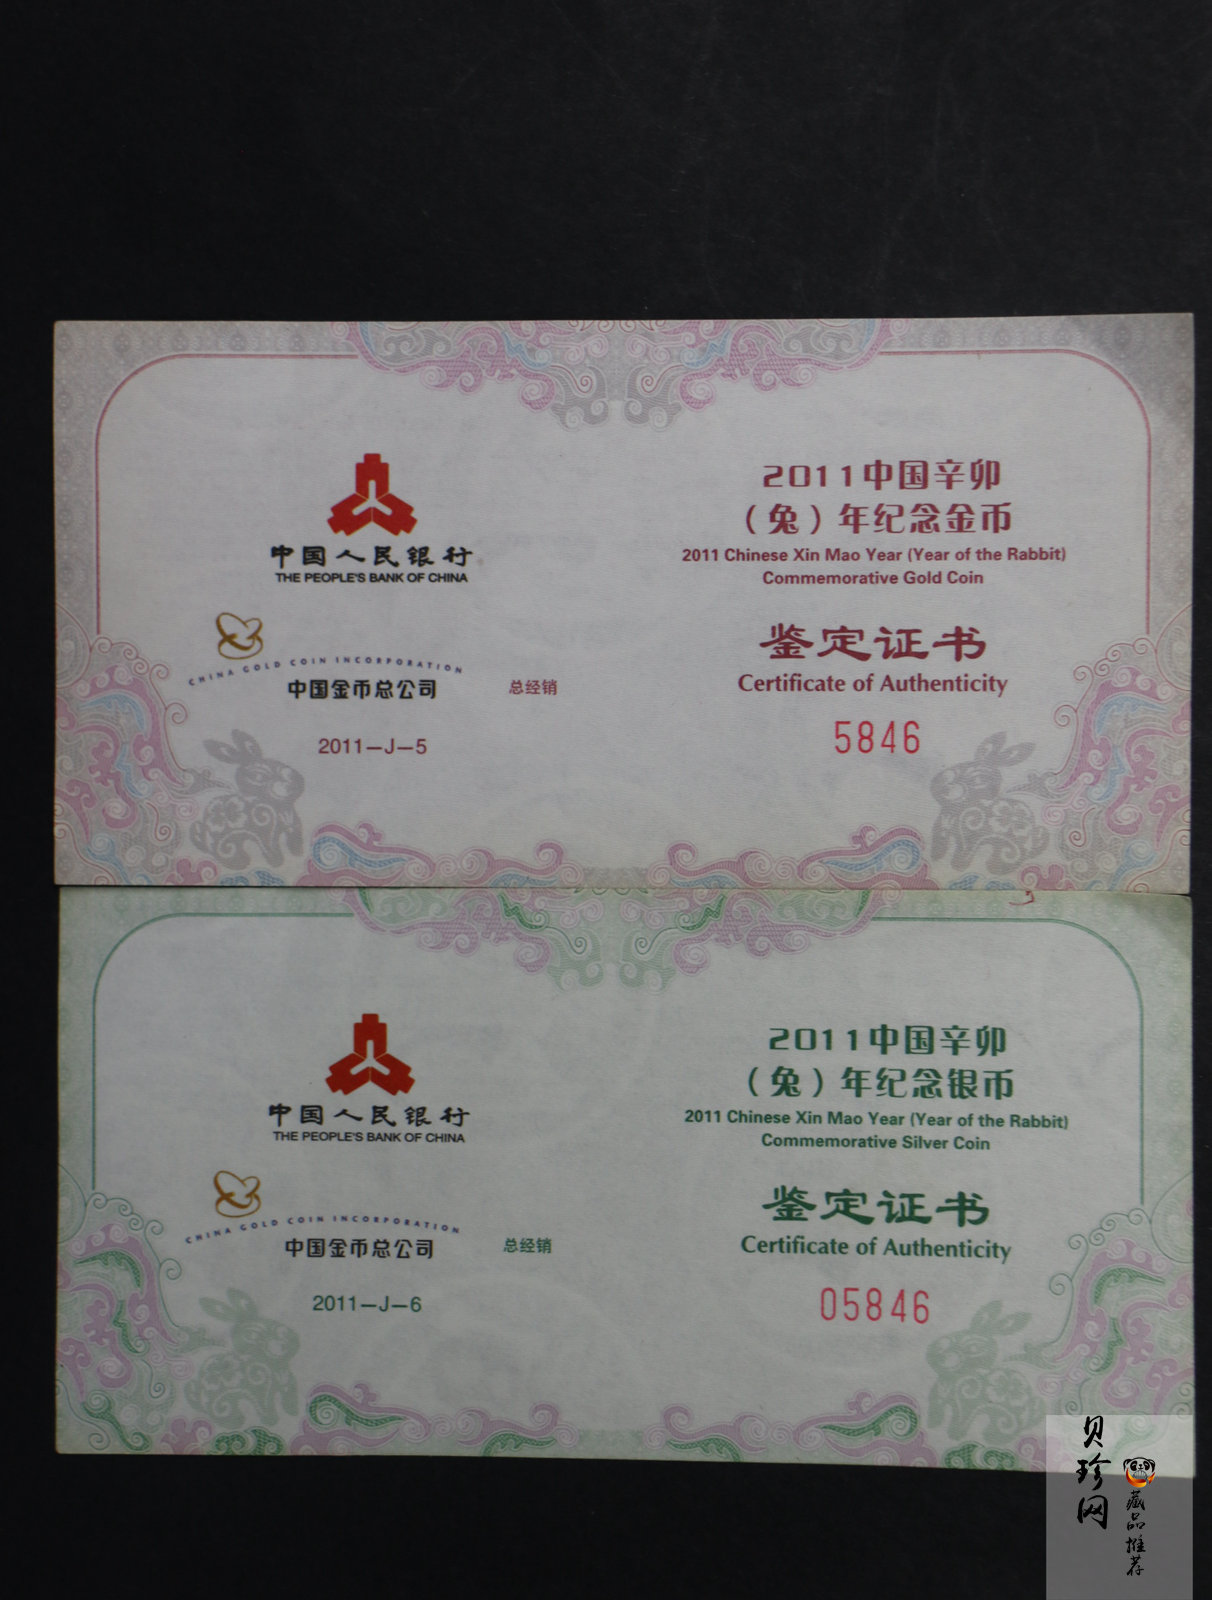 中国人民银行
THE PEOPLE'S BANK OF CHINA
CHINA GOLD COIN INCORPORATION
中国金币总公司
总经销
2011—J—5
2011中国辛卯
（兔）年纪念金币
2011 Chinese Xin Mao Year (Year of the Rabbit)
Commemorative Gold Coin
鉴定证书
Certificate of Authenticity
5846
中国人民银行
THE PEOPLE'S BANK OF CHINA
CHINA GOLD COIN INCORPORATION
中国金币总公司
总经销
2011—J—6
2011中国辛卯
（兔）年纪念银币
2011 Chinese Xin Mao Year (Year of the Rabbit)
Commemorative Silver Coin
鉴定证书
Certificate of Authenticity
05846
贝珍网
藏品推荐